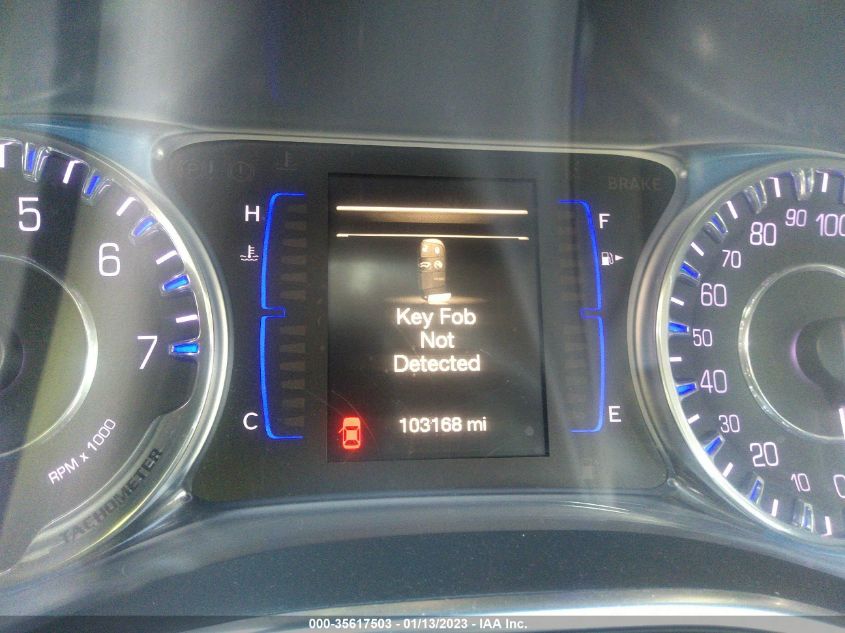 BRAKE
H
F
C
E
5
6
7
RPM x 1000
TACHOMETER
Key Fob
Not
Detected
103168 mi
0
10
20
30
40
50
60
70
80
90
100
000-35617503 — 01/13/2023 — IAA Inc.